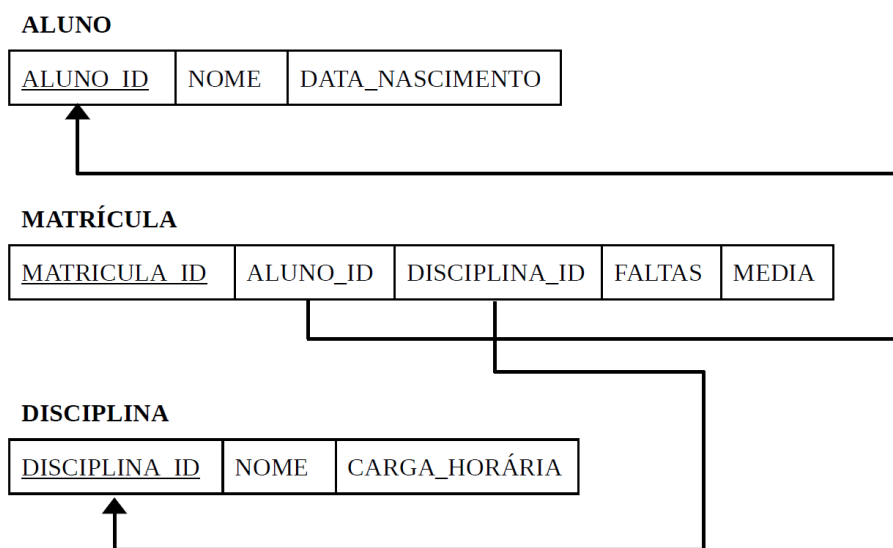 ALUNO
ALUNO_ID NOME DATA_NASCIMENTO
MATRÍCULA
MATRICULA_ID ALUNO_ID DISCIPLINA_ID FALTAS MEDIA
DISCIPLINA
DISCIPLINA_ID NOME CARGA_HORÁRIA